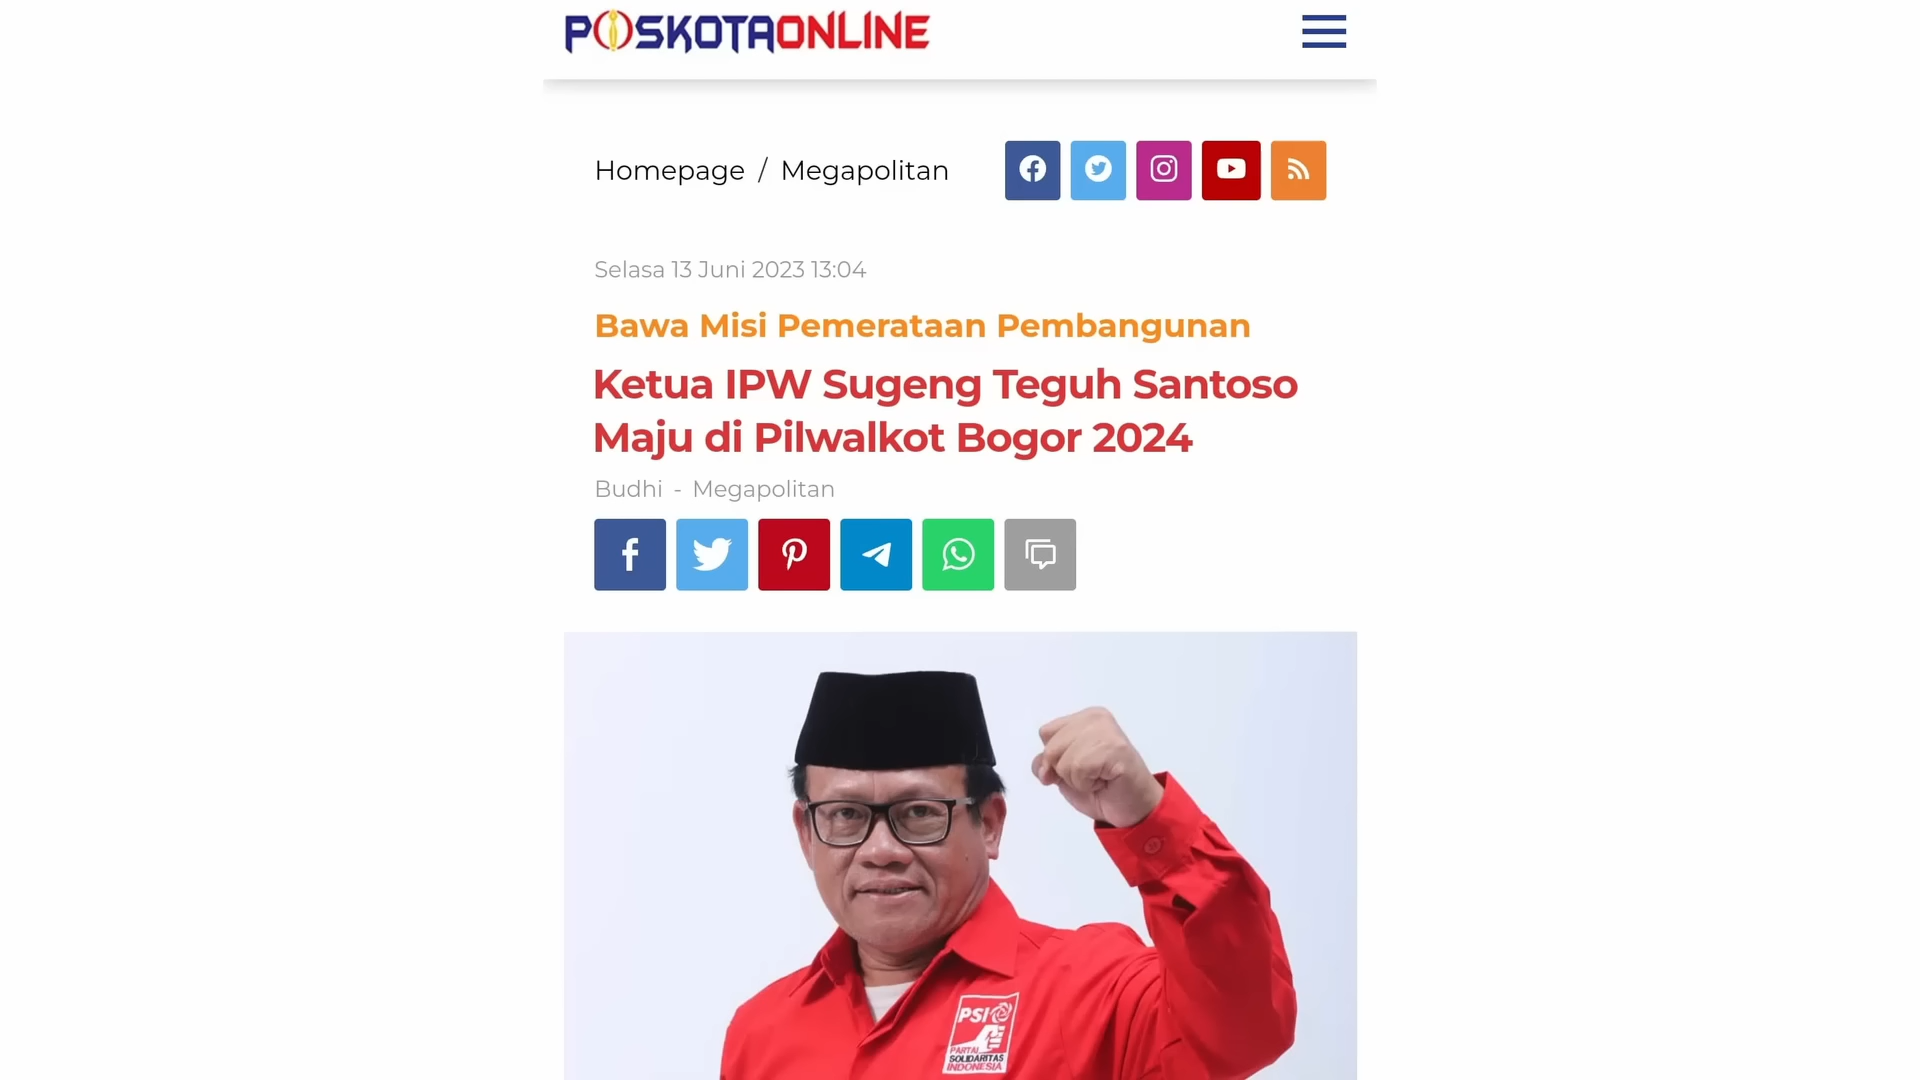 POSKOTAONLINE
Homepage / Megapolitan
Selasa 13 Juni 2023 13:04
Bawa Misi Pemerataan Pembangunan
Ketua IPW Sugeng Teguh Santoso
Maju di Pilwalkot Bogor 2024
Budhi - Megapolitan
PSI
PARTAI
SOLIDARITAS
INDONESIA